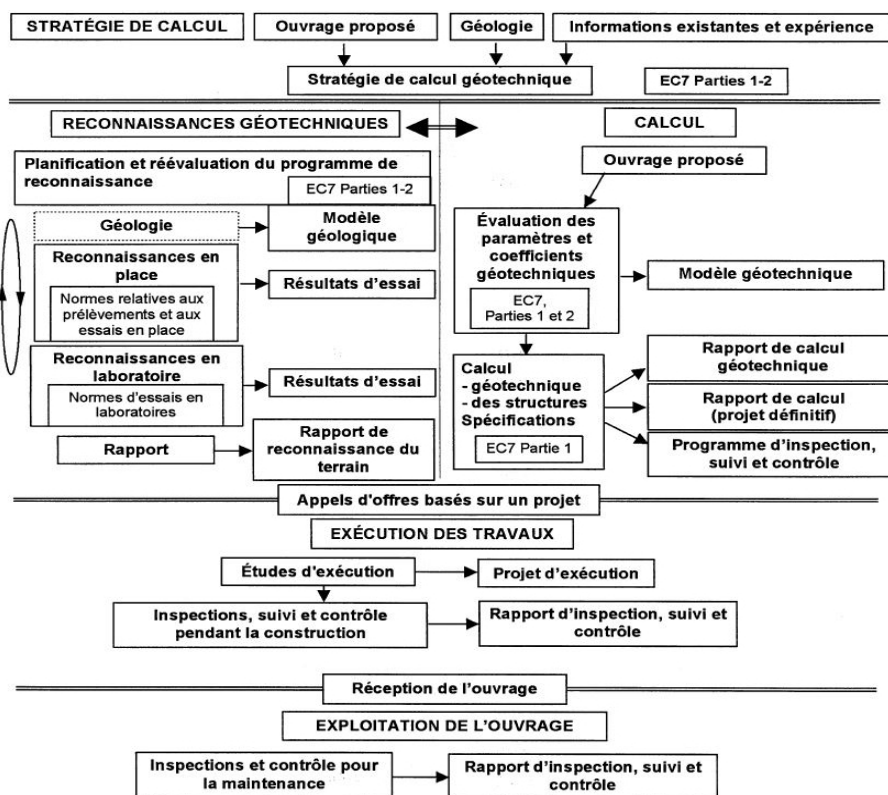 STRATÉGIE DE CALCUL
Ouvrage proposé
Géologie
Informations existantes et expérience
Stratégie de calcul géotechnique
EC7 Parties 1-2
RECONNAISSANCES GÉOTECHNIQUES
Planification et réévaluation du programme de
reconnaissance
EC7 Parties 1-2
Géologie
Modèle
géologique
Reconnaissances en
place
Normes relatives aux
prélèvements et aux
essais en place
Résultats d'essai
Reconnaissances en
laboratoire
Normes d'essais en
laboratoires
Résultats d'essai
Rapport
Rapport de
reconnaissance du
terrain
CALCUL
Ouvrage proposé
Évaluation des
paramètres et
coefficients
géotechniques
EC7,
Parties 1 et 2
Modèle géotechnique
Calcul
- géotechnique
- des structures
Spécifications
EC7 Partie 1
Rapport de calcul
géotechnique
Rapport de calcul
(projet définitif)
Programme d'inspection,
suivi et contrôle
Appels d'offres basés sur un projet
EXÉCUTION DES TRAVAUX
Études d'exécution
Projet d'exécution
Inspections, suivi et contrôle
pendant la construction
Rapport d'inspection, suivi et
contrôle
Réception de l'ouvrage
EXPLOITATION DE L'OUVRAGE
Inspections et contrôle pour
la maintenance
Rapport d'inspection, suivi et
contrôle